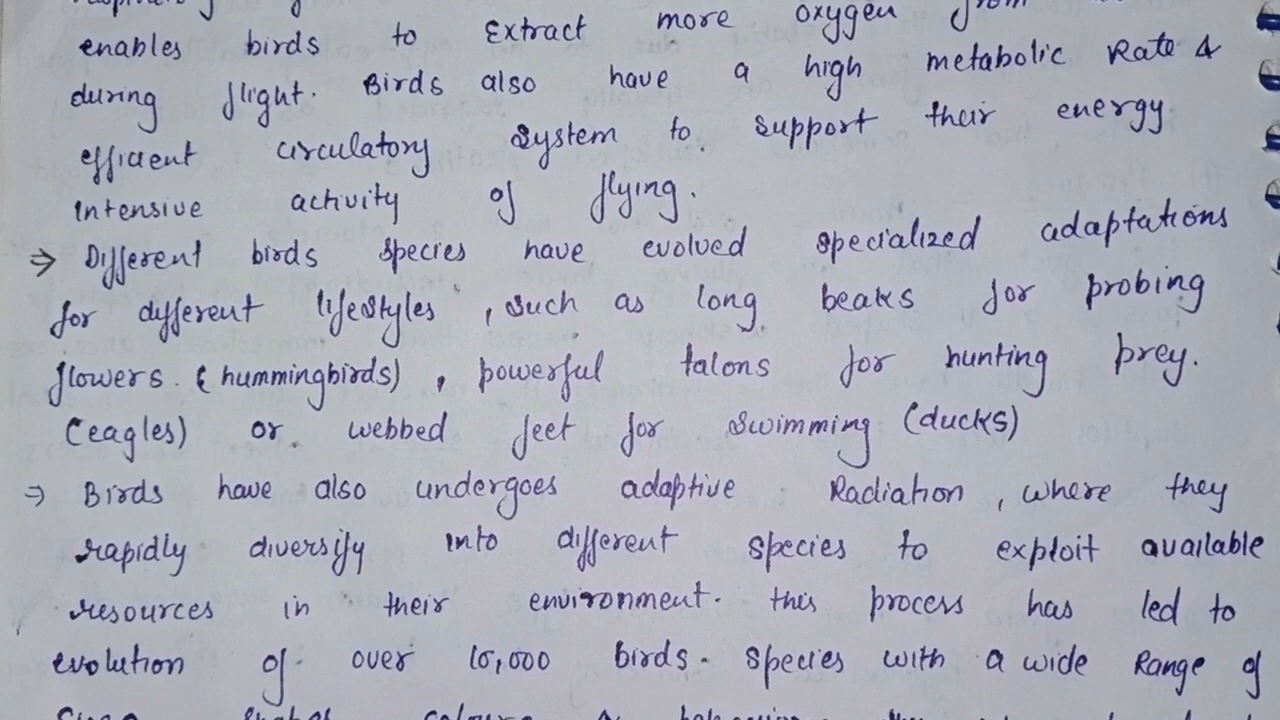 enables birds to Extract more oxygen from
during flight. Birds also have a high metabolic Rate &
efficient circulatory System to support their energy
Intensive activity of flying.
⇒ Different birds species have evolved specialized adaptations
for different lifestyles, such as long beaks for probing
flowers. (hummingbirds), powerful talons for hunting prey.
(eagles) or webbed feet for swimming (ducks)
⇒ Birds have also undergoes adaptive Radiation, where they
rapidly diversify into different species to exploit available
resources in their environment. this process has led to
evolution of over 10,000 birds. species with a wide Range of